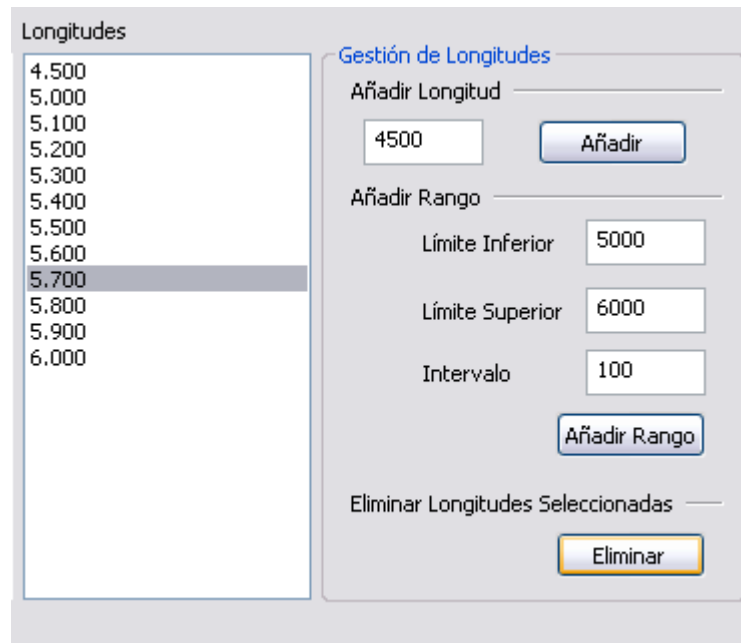 Longitudes
4.500
5.000
5.100
5.200
5.300
5.400
5.500
5.600
5.700
5.800
5.900
6.000
Gestión de Longitudes
Añadir Longitud
4500 Añadir
Añadir Rango
Límite Inferior 5000
Límite Superior 6000
Intervalo 100
Añadir Rango
Eliminar Longitudes Seleccionadas
Eliminar